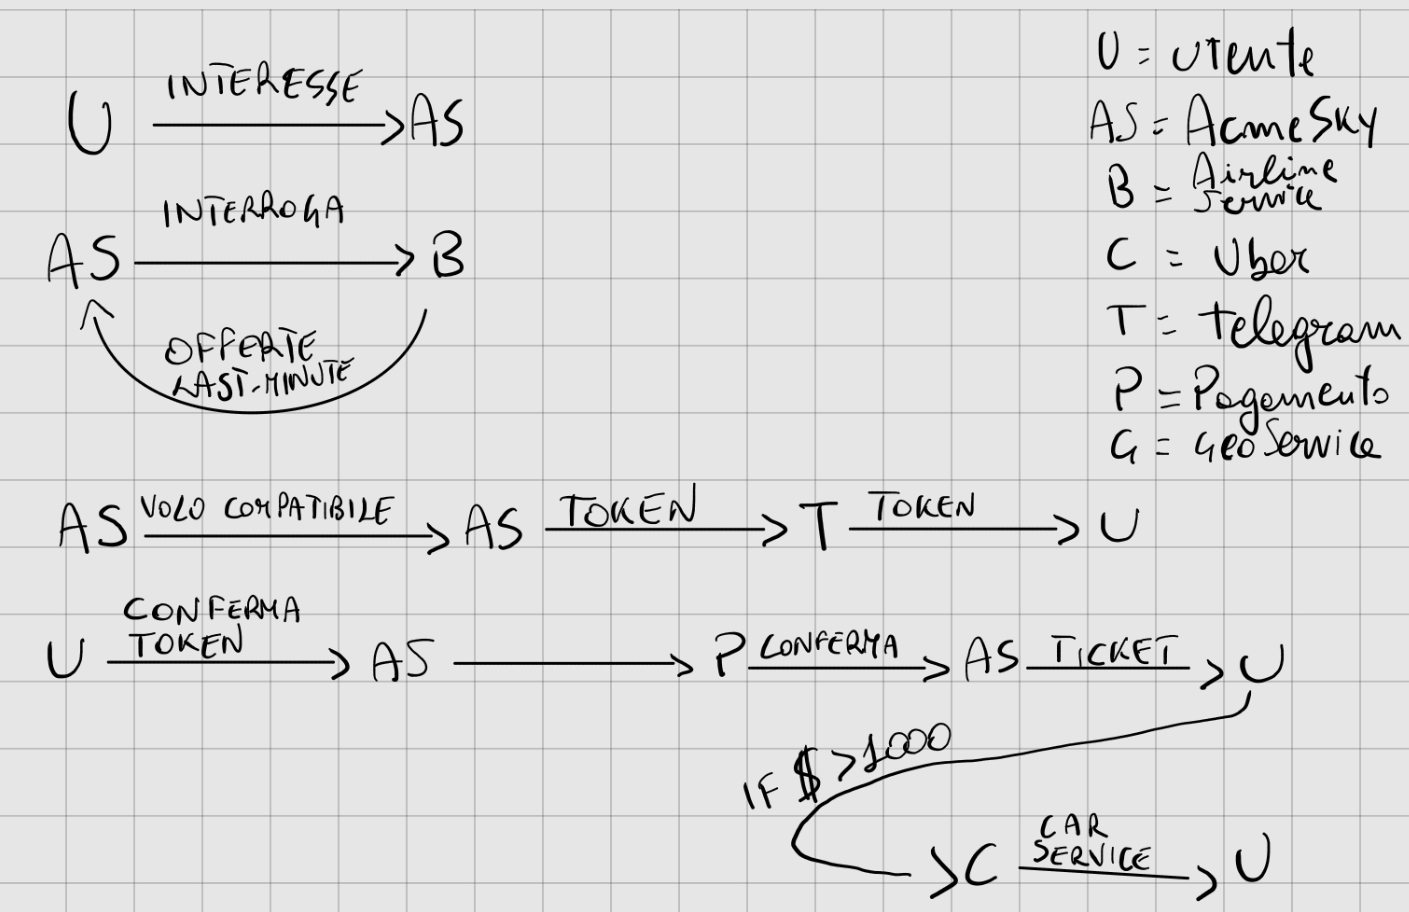 INTERESSE
U AS
INTERROGA
AS B
OFFERTE
LAST-MINUTE
U = utente
AS = AcmeSky
B = Airline
Service
C = Uber
T = telegram
P = Pagamento
G = GeoService
AS VOLO COMPATIBILE AS TOKEN T TOKEN U
CONFERMA
TOKEN
U AS P CONFERMA AS TICKET U
IF $ > 1000
CAR
SERVICE
C U